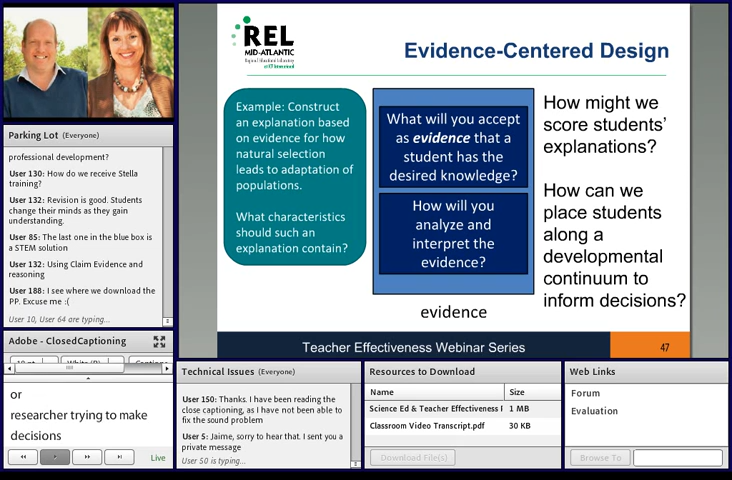 REL
MID-ATLANTIC
Regional Educational Laboratory
Evidence-Centered Design
Example: Construct
an explanation based
on evidence for how
natural selection
leads to adaptation of
populations.
What characteristics
should such an
explanation contain?
What will you accept
as evidence that a
student has the
desired knowledge?
How will you
analyze and
interpret the
evidence?
evidence
How might we
score students’
explanations?
How can we
place students
along a
developmental
continuum to
inform decisions?
Teacher Effectiveness Webinar Series
47
Parking Lot (Everyone)
professional development?
User 130: How do we receive Stella
training?
User 132: Revision is good. Students
change their minds as they gain
understanding.
User 85: The last one in the blue box is
a STEM solution
User 132: Using Claim Evidence and
reasoning
User 188: I see where we download the
PP. Excuse me :(
User 10, User 64 are typing...
Adobe - ClosedCaptioning
or
researcher trying to make
decisions
Live
Technical Issues (Everyone)
User 150: Thanks. I have been reading the
close captioning, as I have not been able to
fix the sound problem
User 5: Jaime, sorry to hear that. I sent you a
private message
User 50 is typing...
Resources to Download
Name Size
Science Ed & Teacher Effectiveness 1 MB
Classroom Video Transcript.pdf 30 KB
Download File(s)
Web Links
Forum
Evaluation
Browse To